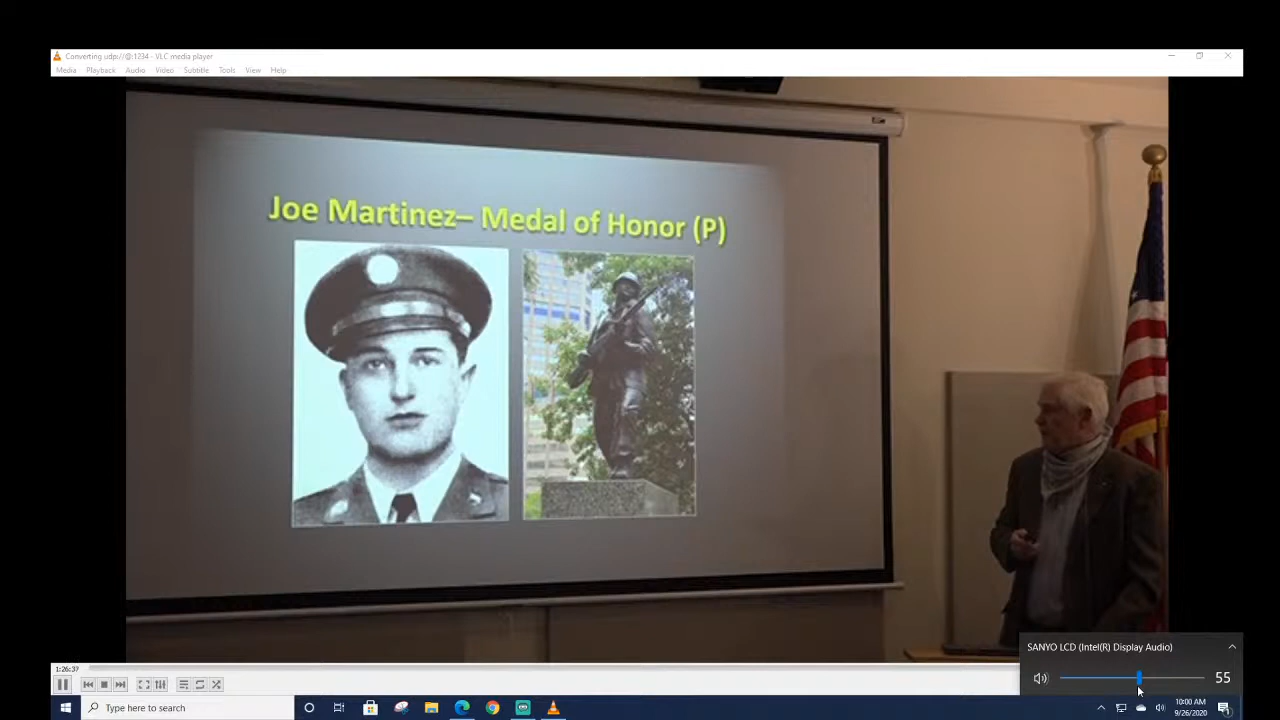 Converting udp://@:1234 - VLC media player
Media Playback Audio Video Subtitle Tools View Help
Joe Martinez– Medal of Honor (P)
SANYO LCD (Intel(R) Display Audio)
55
1:26:37
Type here to search
10:00 AM
9/26/2020